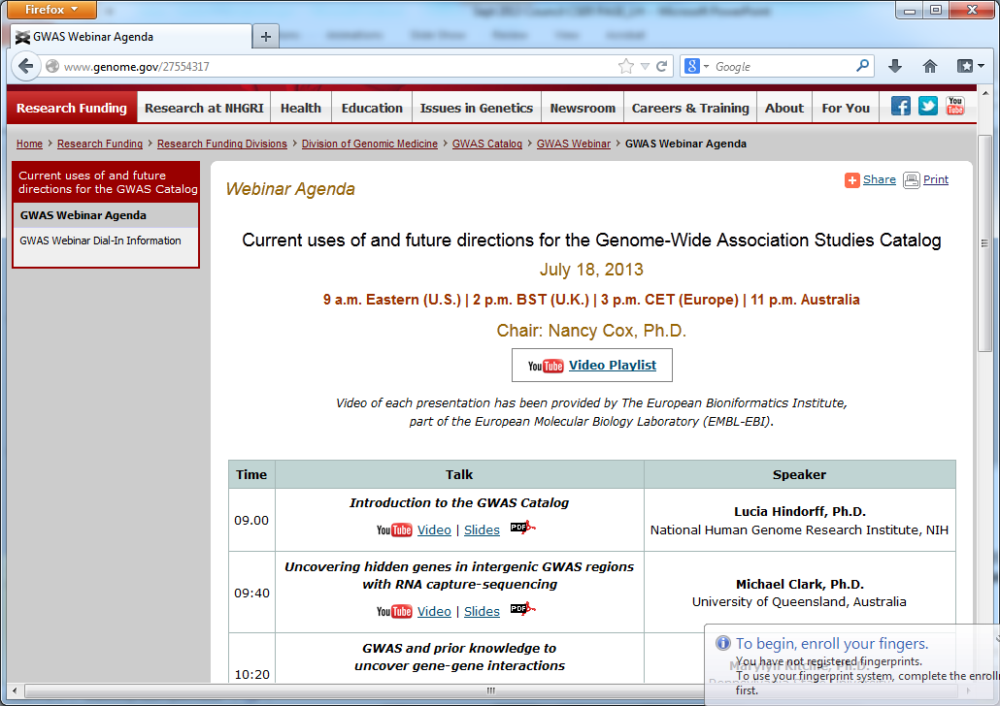 Firefox
Sept 2013 Council CSER
Microsoft PowerPoint
GWAS Webinar Agenda
www.genome.gov/27554317
Google
Research Funding
Research at NHGRI
Health
Education
Issues in Genetics
Newsroom
Careers & Training
About
For You
You Tube
Home > Research Funding > Research Funding Divisions > Division of Genomic Medicine > GWAS Catalog > GWAS Webinar > GWAS Webinar Agenda
Current uses of and future
directions for the GWAS Catalog
GWAS Webinar Agenda
GWAS Webinar Dial-In Information
Webinar Agenda
Share
Print
Current uses of and future directions for the Genome-Wide Association Studies Catalog
July 18, 2013
9 a.m. Eastern (U.S.) | 2 p.m. BST (U.K.) | 3 p.m. CET (Europe) | 11 p.m. Australia
Chair: Nancy Cox, Ph.D.
YouTube Video Playlist
Video of each presentation has been provided by The European Bioniformatics Institute,
part of the European Molecular Biology Laboratory (EMBL-EBI).
Time Talk Speaker
09.00
Introduction to the GWAS Catalog
YouTube Video | Slides PDF
Lucia Hindorff, Ph.D.
National Human Genome Research Institute, NIH
09:40
Uncovering hidden genes in intergenic GWAS regions
with RNA capture-sequencing
YouTube Video | Slides PDF
Michael Clark, Ph.D.
University of Queensland, Australia
10:20
GWAS and prior knowledge to
uncover gene-gene interactions
To begin, enroll your fingers.
You have not registered fingerprints.
To use your fingerprint system, complete the enroll
first.